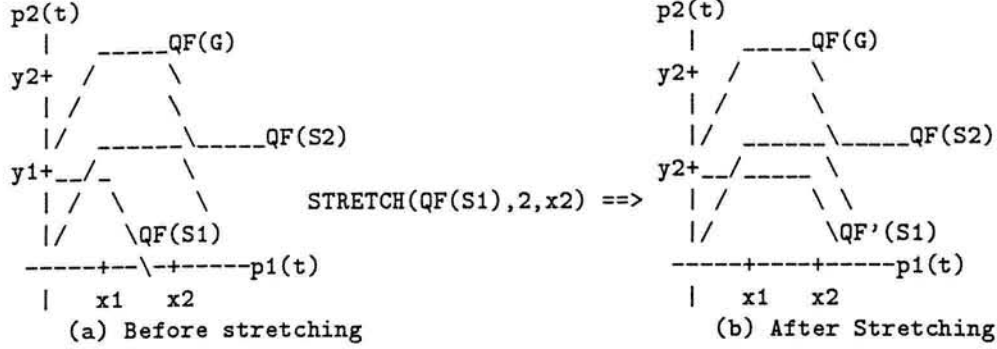 p2(t) p2(t)
QF(G) QF(G)
y2+ y2+
QF(S2) QF(S2)
y1+ y2+
STRETCH(QF(S1),2,x2) ==>
QF(S1) QF'(S1)
p1(t) p1(t)
x1 x2 x1 x2
(a) Before stretching (b) After Stretching